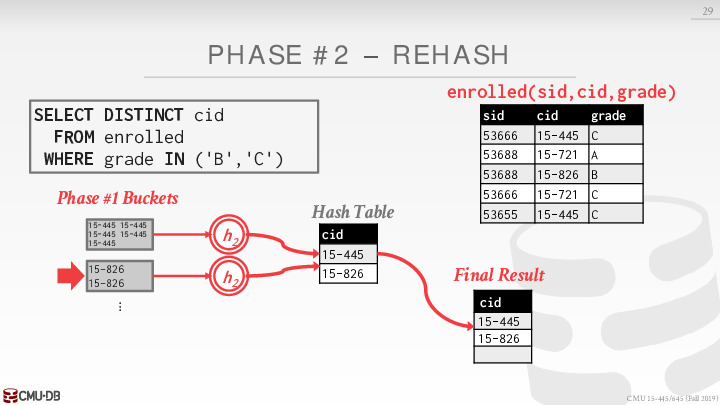 29
PHASE #2 – REHASH
SELECT DISTINCT cid
FROM enrolled
WHERE grade IN ('B','C')
enrolled(sid,cid,grade)
sid cid grade
53666 15-445 C
53688 15-721 A
53688 15-826 B
53666 15-721 C
53655 15-445 C
Phase #1 Buckets
15-445 15-445
15-445 15-445
15-445
h2
15-826
15-826
h2
⋮
Hash Table
cid
15-445
15-826
Final Result
cid
15-445
15-826
CMU·DB
CMU 15-445/645 (Fall 2019)